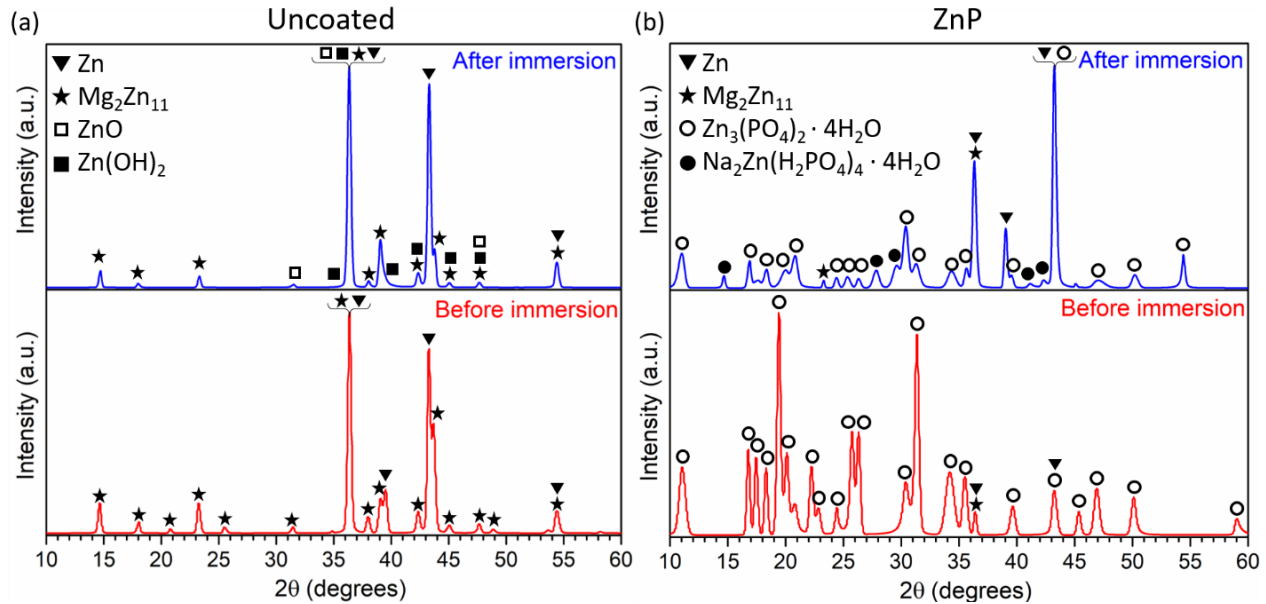 (a) Uncoated
After immersion
▼ Zn
★ Mg₂Zn₁₁
□ ZnO
■ Zn(OH)₂
Intensity (a.u.)
Before immersion
Intensity (a.u.)
10 15 20 25 30 35 40 45 50 55 60
2θ (degrees)
(b) ZnP
After immersion
▼ Zn
★ Mg₂Zn₁₁
○ Zn₃(PO₄)₂ · 4H₂O
● Na₂Zn(H₂PO₄)₄ · 4H₂O
Intensity (a.u.)
Before immersion
Intensity (a.u.)
10 15 20 25 30 35 40 45 50 55 60
2θ (degrees)